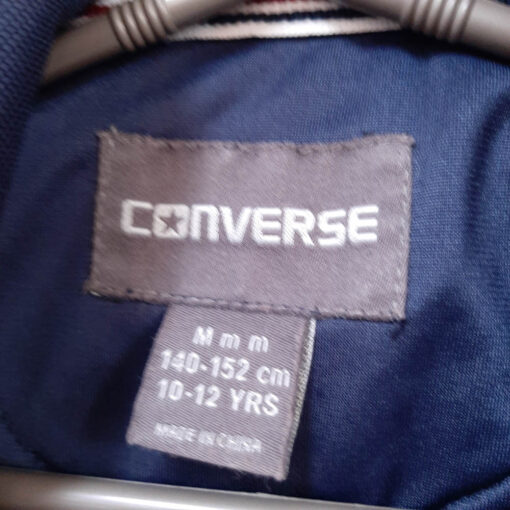 CONVERSE
M m m
140-152 cm
10-12 YRS
MADE IN CHINA